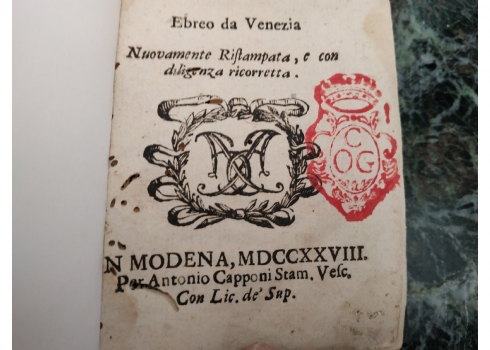 Ebreo da Venezia
Nuovamente Riſtampata, e con
diligenza ricorretta.
C
OG
N MODENA, MDCCXXVIII.
Per Antonio Capponi Stam. Veſc.
Con Lic. de' Sup.